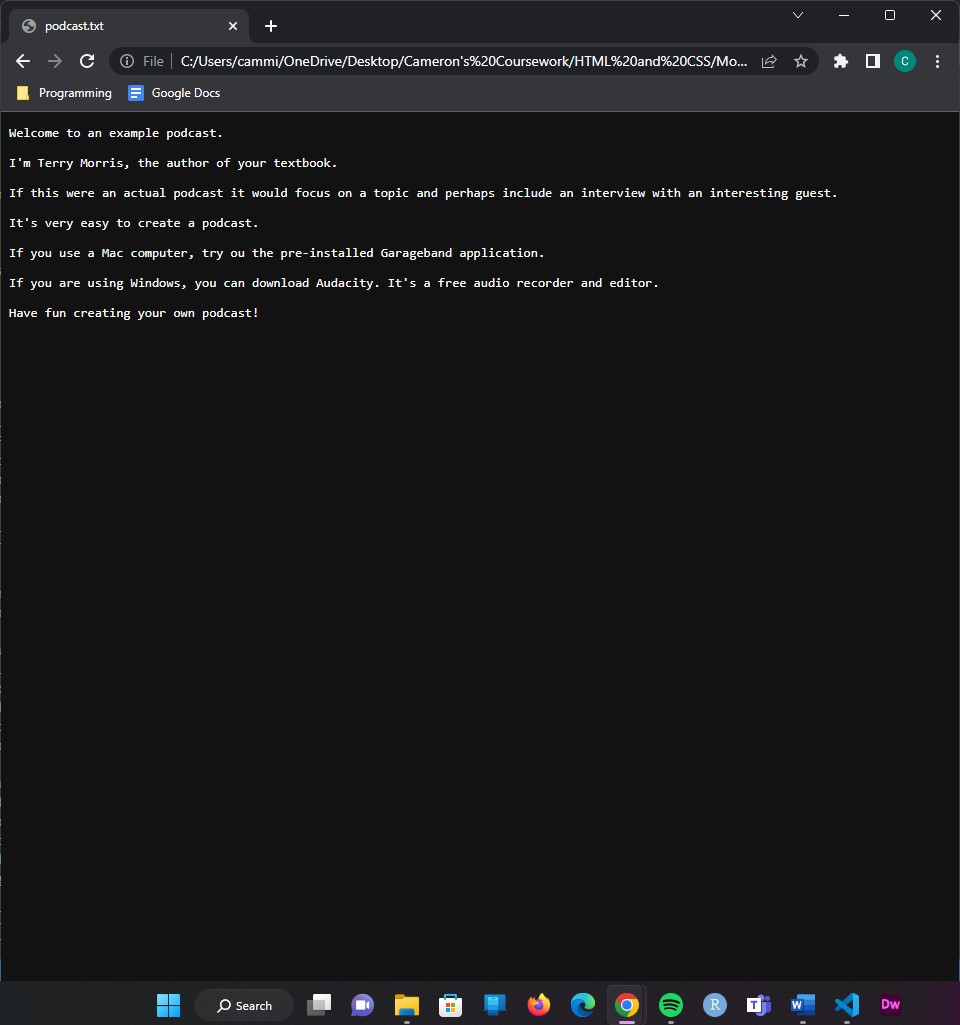 podcast.txt
File
C:/Users/cammi/OneDrive/Desktop/Cameron's%20Coursework/HTML%20and%20CSS/Mo...
C
Programming
Google Docs
Welcome to an example podcast.
I'm Terry Morris, the author of your textbook.
If this were an actual podcast it would focus on a topic and perhaps include an interview with an interesting guest.
It's very easy to create a podcast.
If you use a Mac computer, try ou the pre-installed Garageband application.
If you are using Windows, you can download Audacity. It's a free audio recorder and editor.
Have fun creating your own podcast!
Search
R
T
W
Dw